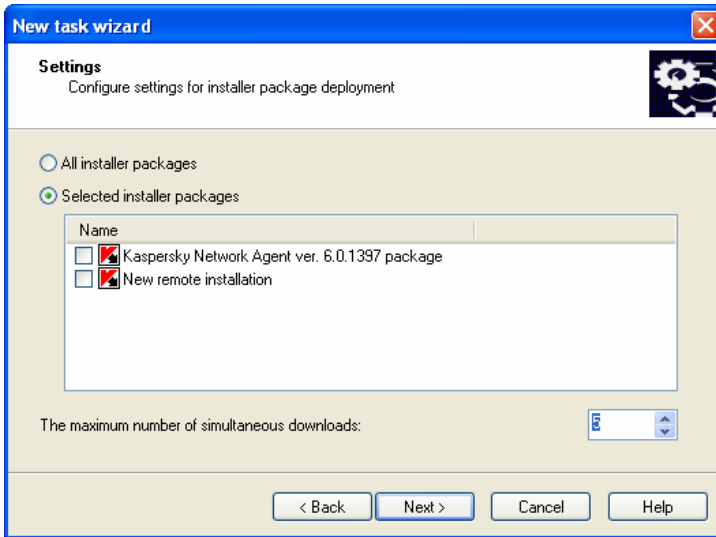 New task wizard
Settings
Configure settings for installer package deployment
All installer packages
Selected installer packages
Name
Kaspersky Network Agent ver. 6.0.1397 package
New remote installation
The maximum number of simultaneous downloads:
< Back Next > Cancel Help